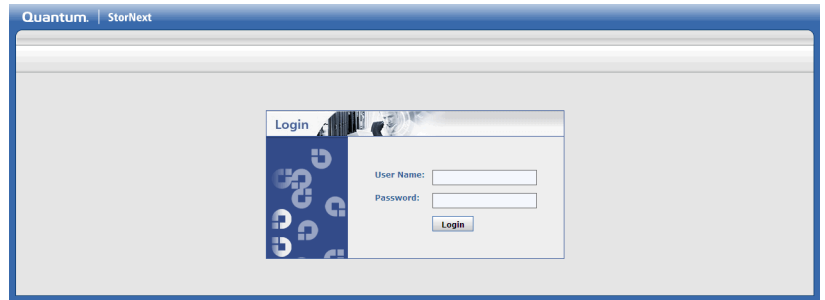 Quantum. | StorNext
Login
User Name:
Password:
Login